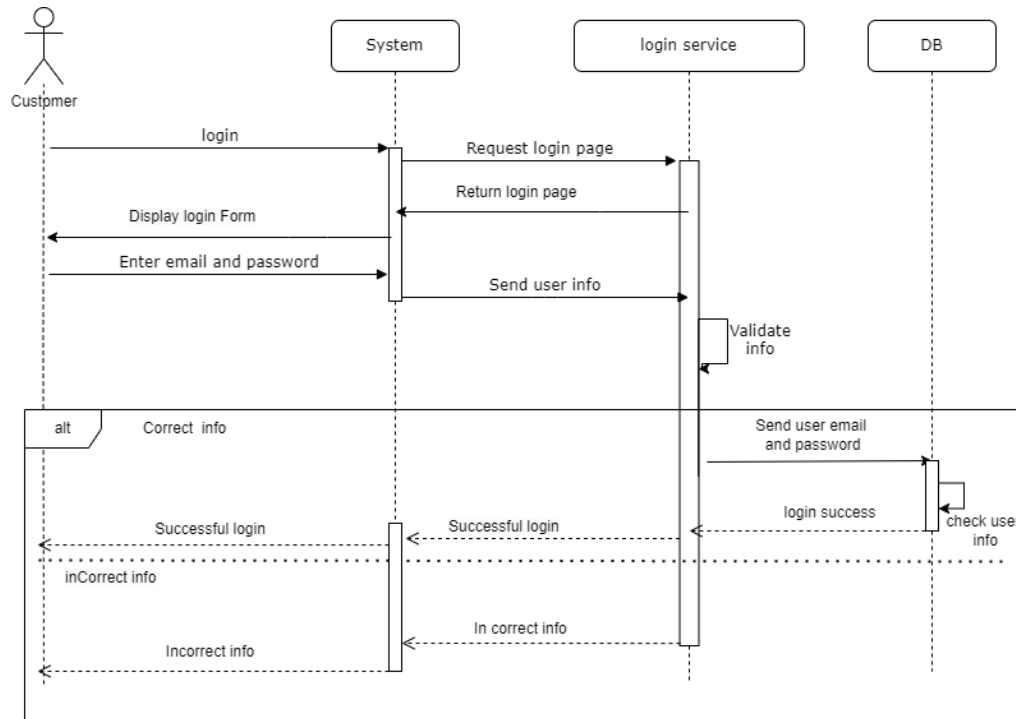 System
login service
DB
Customer
login
Request login page
Return login page
Display login Form
Enter email and password
Send user info
Validate
info
alt
Correct info
Send user email
and password
login success
check user
info
Successful login
Successful login
inCorrect info
In correct info
Incorrect info